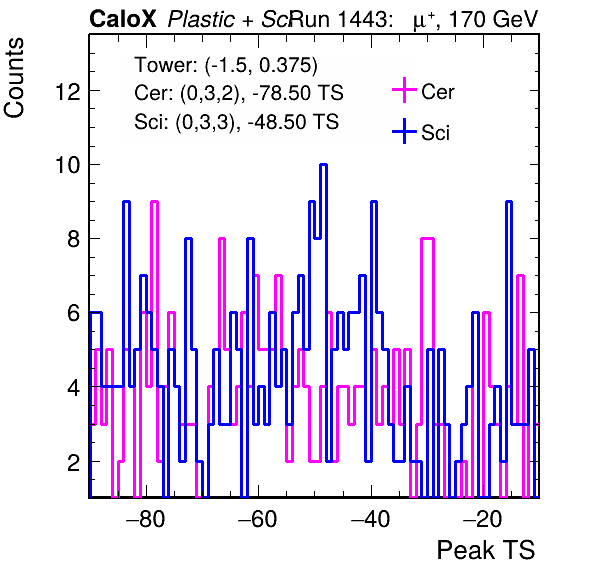 CaloX Plastic + Sci Run 1443: μ⁺, 170 GeV
Counts
Tower: (-1.5, 0.375)
Cer: (0,3,2), -78.50 TS
Sci: (0,3,3), -48.50 TS
Cer
Sci
12
10
8
6
4
2
−80 −60 −40 −20
Peak TS